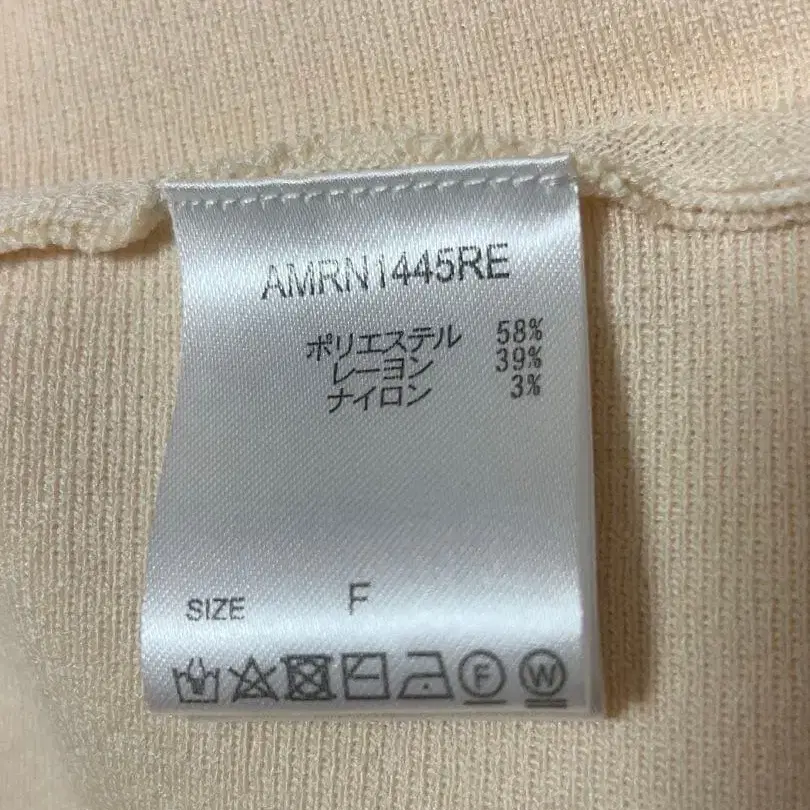 AMRN1445RE
ポリエステル 58%
レーヨン 39%
ナイロン 3%
SIZE F
F W